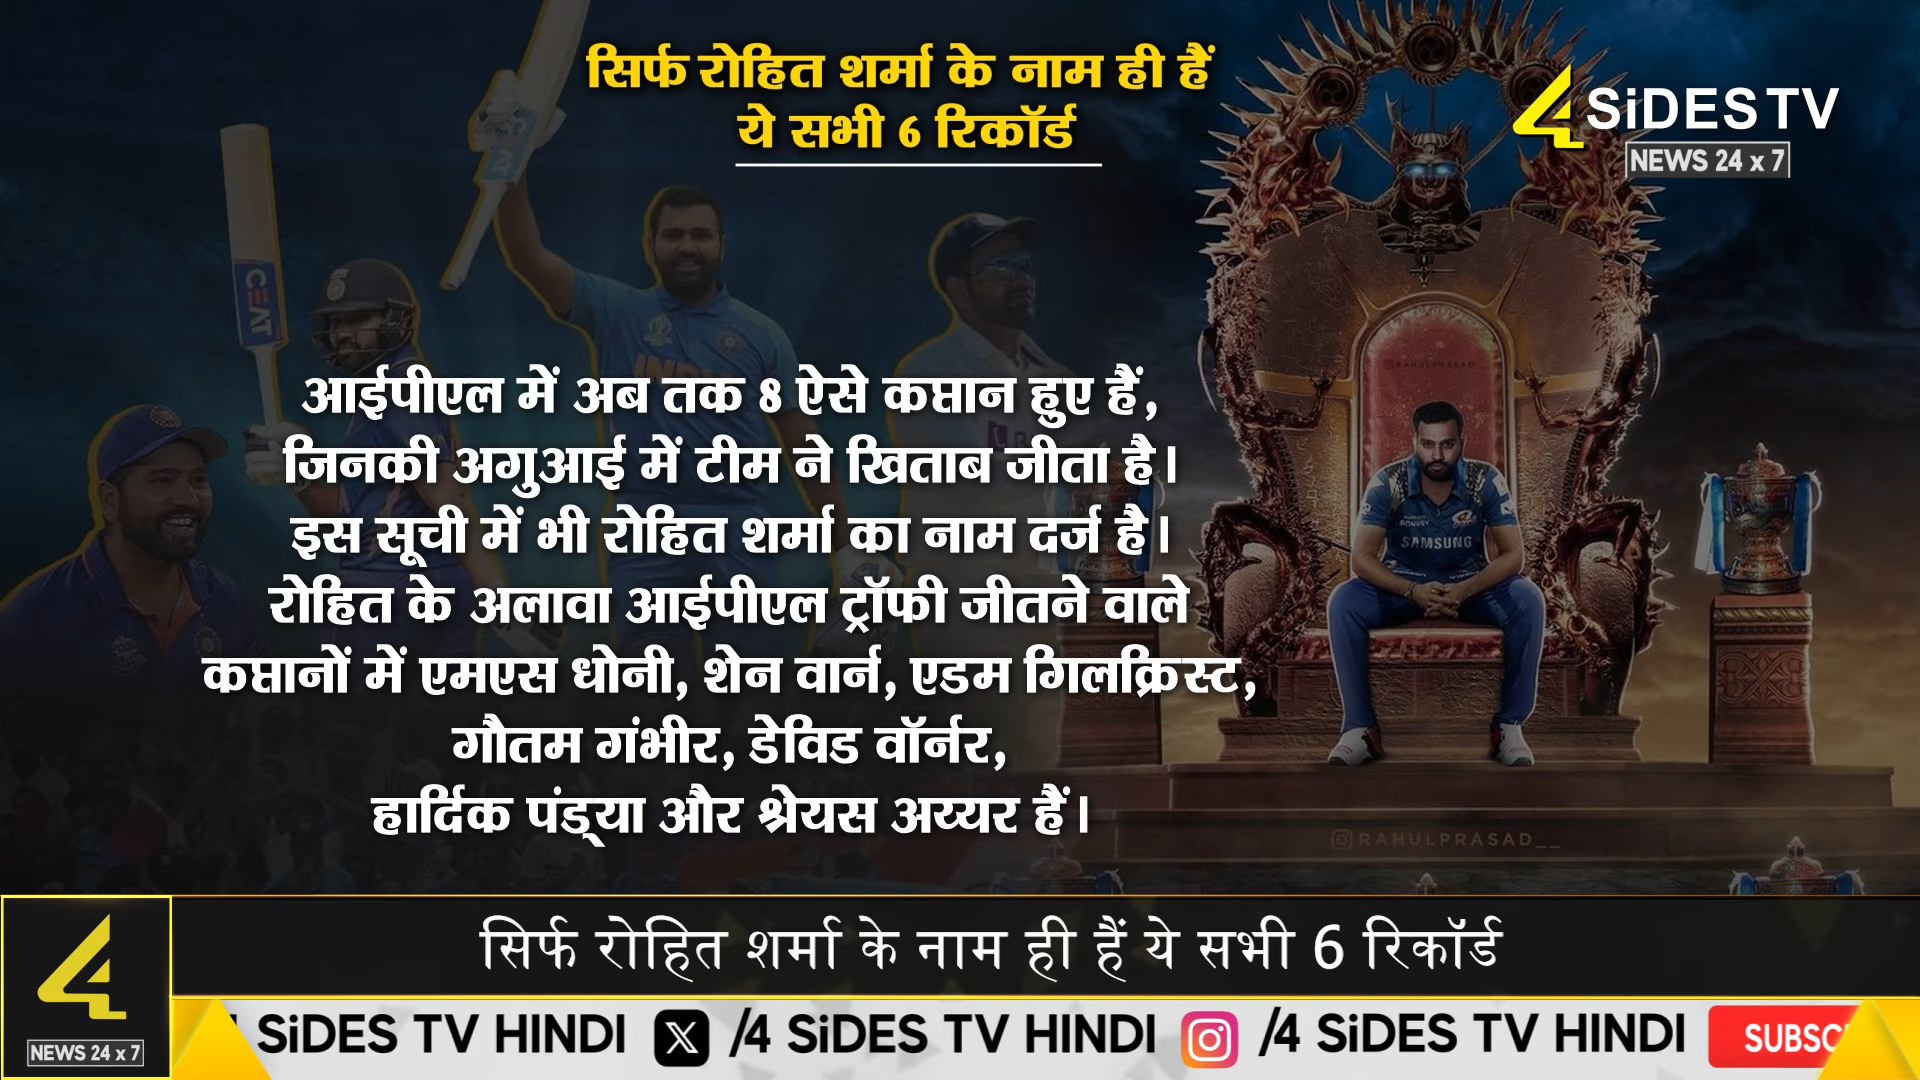 सिर्फ रोहित शर्मा के नाम ही हैं
ये सभी 6 रिकॉर्ड
4 SiDES TV
NEWS 24 x 7
CEAT
INDIA
@RAHULPRASAD__
SAMSUNG
आईपीएल में अब तक 8 ऐसे कप्तान हुए हैं,
जिनकी अगुआई में टीम ने खिताब जीता है।
इस सूची में भी रोहित शर्मा का नाम दर्ज है।
रोहित के अलावा आईपीएल ट्रॉफी जीतने वाले
कप्तानों में एमएस धोनी, शेन वार्न, एडम गिलक्रिस्ट,
गौतम गंभीर, डेविड वॉर्नर,
हार्दिक पंड्या और श्रेयस अय्यर हैं।
RAHULPRASAD__
सिर्फ रोहित शर्मा के नाम ही हैं ये सभी 6 रिकॉर्ड
4
NEWS 24 x 7
SiDES TV HINDI /4 SiDES TV HINDI /4 SiDES TV HINDI SUBSC